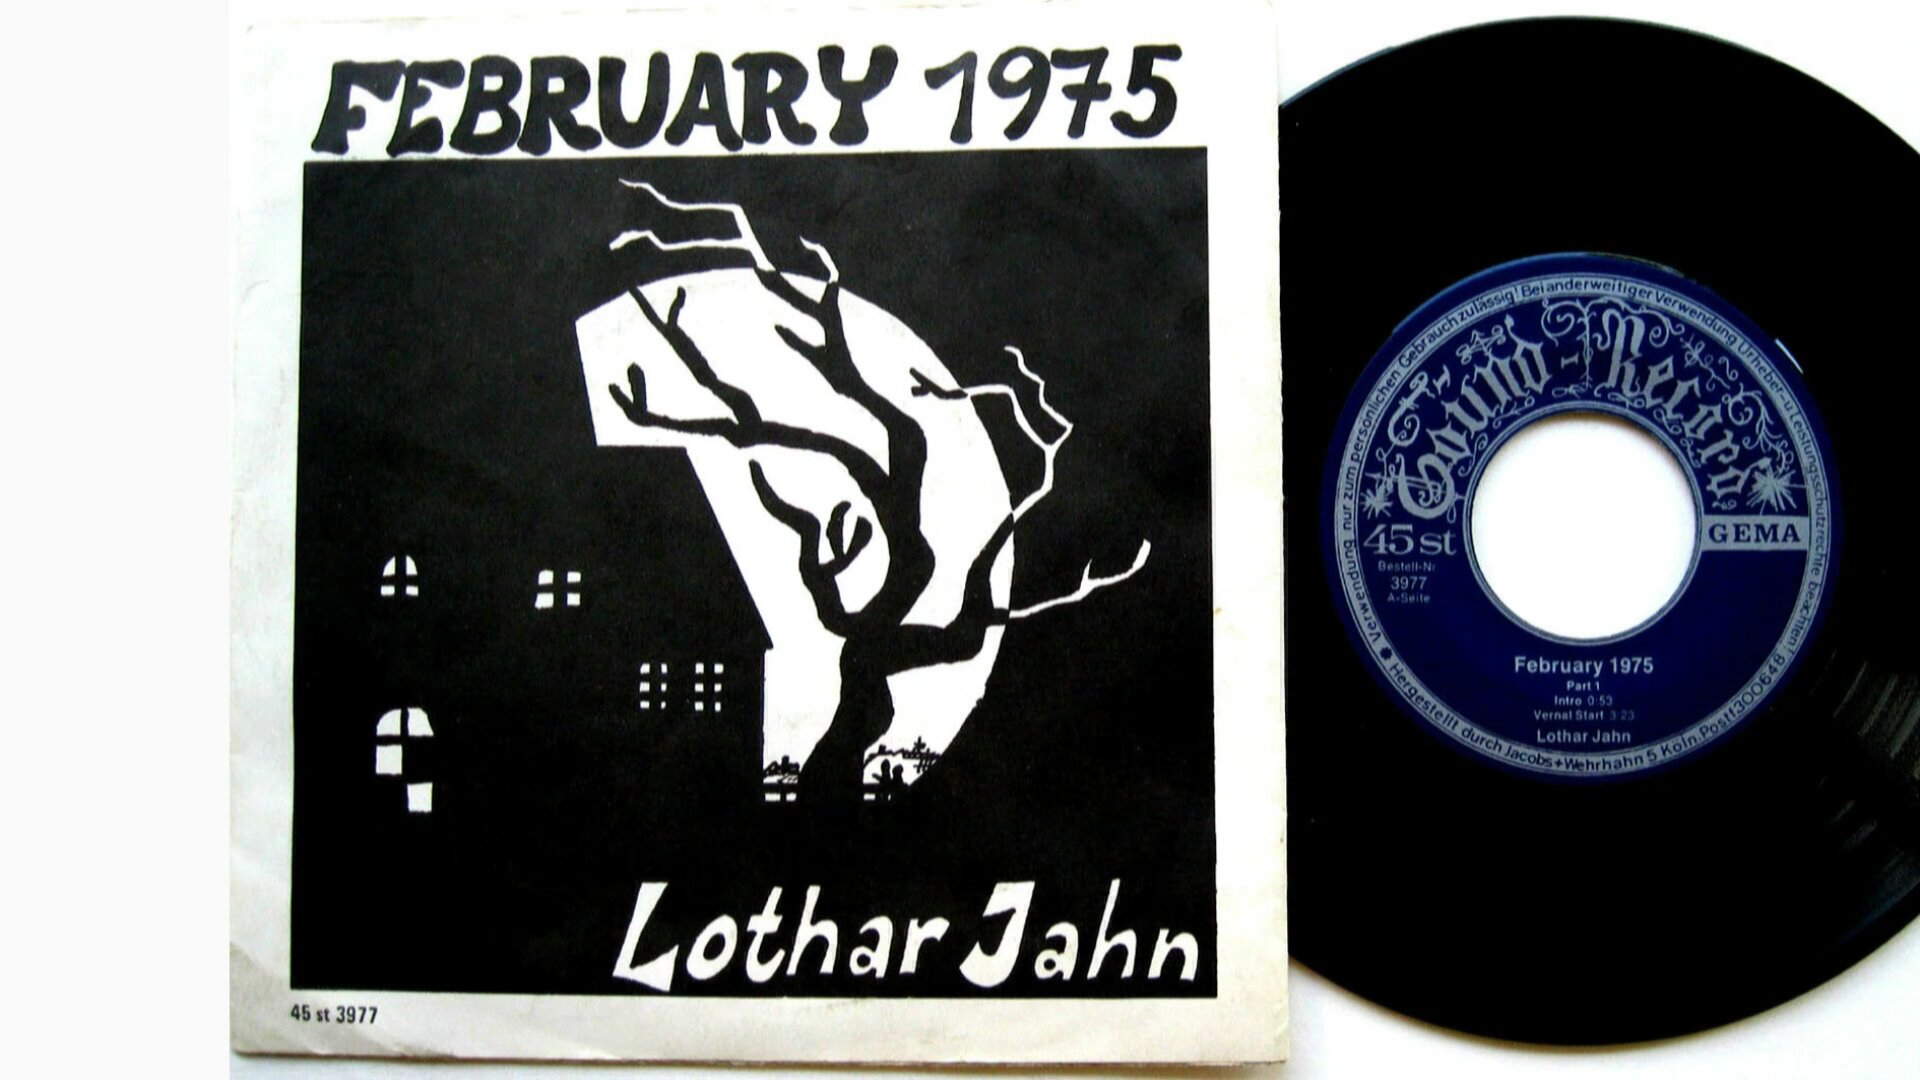 FEBRUARY 1975
Lothar Jahn
45 st 3977
Sound-Record
45 st
GEMA
Bestell-Nr
3977
A-Seite
February 1975
Part 1
Intro 0:53
Vernal Start 3:23
Lothar Jahn
Verwendung nur zum persönlichen Gebrauch zulässig! Bei anderweitiger Verwendung Urheber-u Leistungsschutzrechte beachten!
Hergestellt durch Jacobs+Wehrhahn 5 Köln.Postf300648